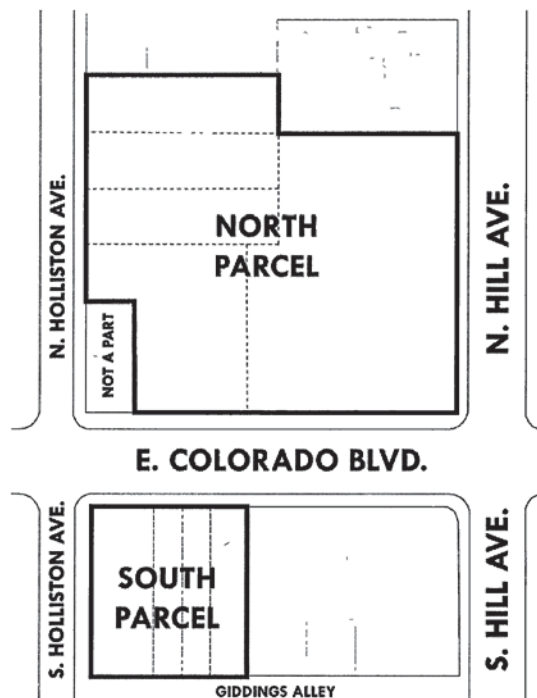 NORTH
PARCEL
N. HOLLISTON AVE.
N. HILL AVE.
NOT A PART
E. COLORADO BLVD.
S. HOLLISTON AVE.
SOUTH
PARCEL
S. HILL AVE.
GIDDINGS ALLEY